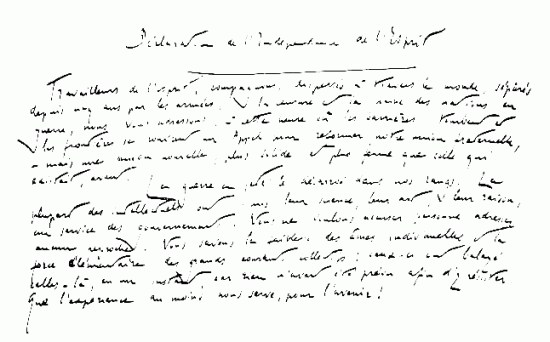 Déclaration de l'Indépendance de l'Esprit
Travailleurs de l'Esprit, compagnons dispersés à travers le monde, séparés
depuis cinq ans par les armées, la censure et la haine des nations en
guerre, nous vous adressons, à cette heure où les barrières tombent et
les frontières se rouvrent un Appel pour reformer notre union fraternelle,
- mais une union nouvelle, plus solide et plus ferme que celle qui
existait avant.
La guerre a jeté le désarroi dans nos rangs. La
plupart des intellectuels ont mis leur science, leur art, leur raison,
au service des gouvernements. Nous ne voulons accuser personne, adresser
aucun reproche. Nous savons la faiblesse des âmes individuelles et la
force élémentaire des grands courants collectifs : ceux-ci ont balayé
celles-là, en un instant car rien n'avait été prévu afin d'y résister
Que l'expérience au moins nous serve, pour l'avenir !